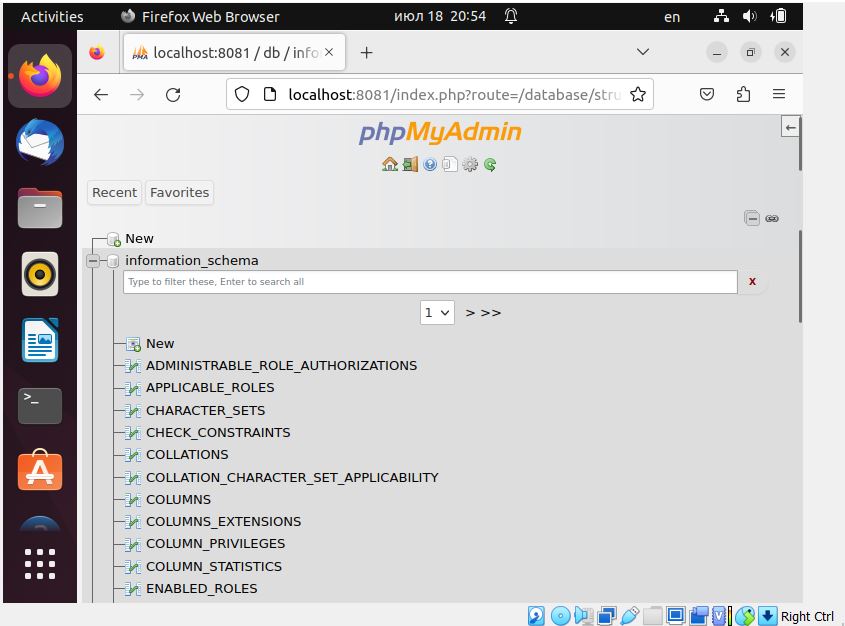 Activities Firefox Web Browser июл 18 20:54 en
PMA localhost:8081 / db / info
localhost:8081/index.php?route=/database/stru
phpMyAdmin
Recent Favorites
New
information_schema
Type to filter these, Enter to search all x
1 > >>
New
ADMINISTRABLE_ROLE_AUTHORIZATIONS
APPLICABLE_ROLES
CHARACTER_SETS
CHECK_CONSTRAINTS
COLLATIONS
COLLATION_CHARACTER_SET_APPLICABILITY
COLUMNS
COLUMNS_EXTENSIONS
COLUMN_PRIVILEGES
COLUMN_STATISTICS
ENABLED_ROLES
Right Ctrl